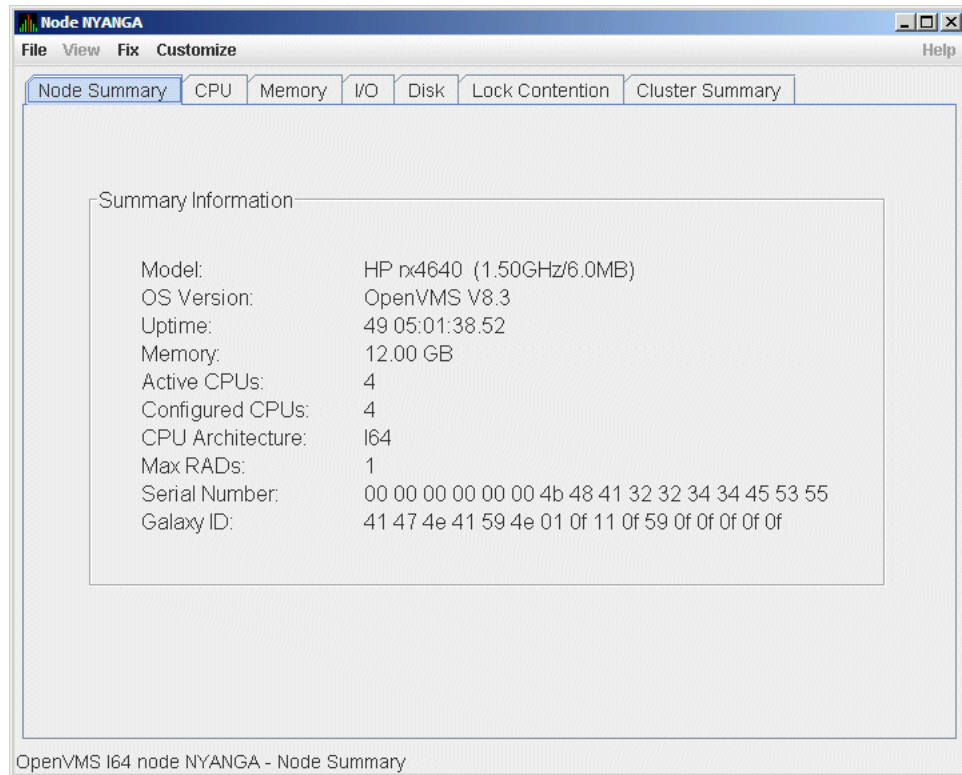 Node NYANGA
File View Fix Customize Help
Node Summary CPU Memory I/O Disk Lock Contention Cluster Summary
Summary Information
Model: HP rx4640 (1.50GHz/6.0MB)
OS Version: OpenVMS V8.3
Uptime: 49 05:01:38.52
Memory: 12.00 GB
Active CPUs: 4
Configured CPUs: 4
CPU Architecture: I64
Max RADs: 1
Serial Number: 00 00 00 00 00 00 4b 48 41 32 32 34 34 45 53 55
Galaxy ID: 41 47 4e 41 59 4e 01 0f 11 0f 59 0f 0f 0f 0f 0f
OpenVMS I64 node NYANGA - Node Summary